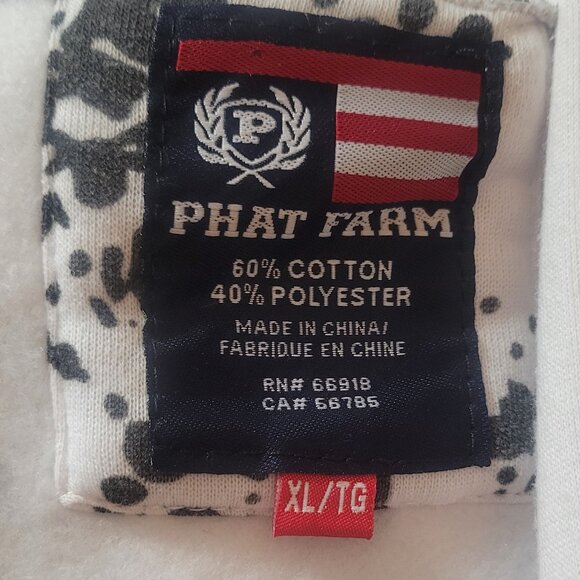 P
PHAT FARM
60% COTTON
40% POLYESTER
MADE IN CHINA/
FABRIQUE EN CHINE
RN# 66918
CA# 56785
XL/TG